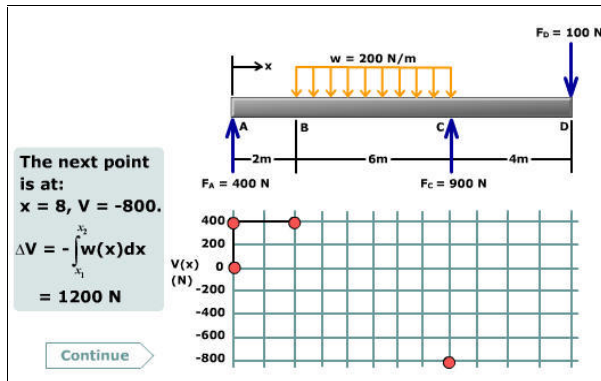 F_D = 100 N
x
w = 200 N/m
A
B
C
D
2m
6m
4m
F_A = 400 N
F_C = 900 N
The next point
is at:
x = 8, V = -800.
ΔV = - ∫_{x₁}^{x₂} w(x)dx
= 1200 N
Continue
V(x)
(N)
400
200
0
-200
-400
-600
-800